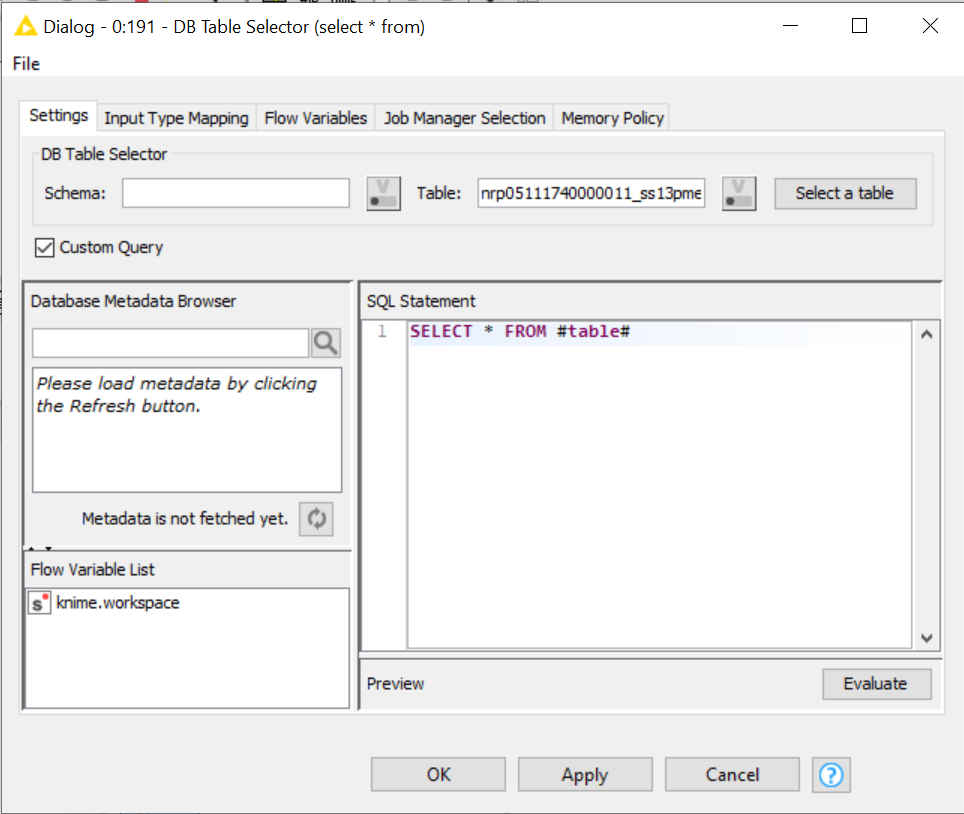 Dialog - 0:191 - DB Table Selector (select * from)
File
Settings Input Type Mapping Flow Variables Job Manager Selection Memory Policy
DB Table Selector
Schema: V Table: nrp05111740000011_ss13pme V Select a table
Custom Query
Database Metadata Browser
Please load metadata by clicking
the Refresh button.
Metadata is not fetched yet.
Flow Variable List
s knime.workspace
SQL Statement
1 SELECT * FROM #table#
Preview Evaluate
OK Apply Cancel ?